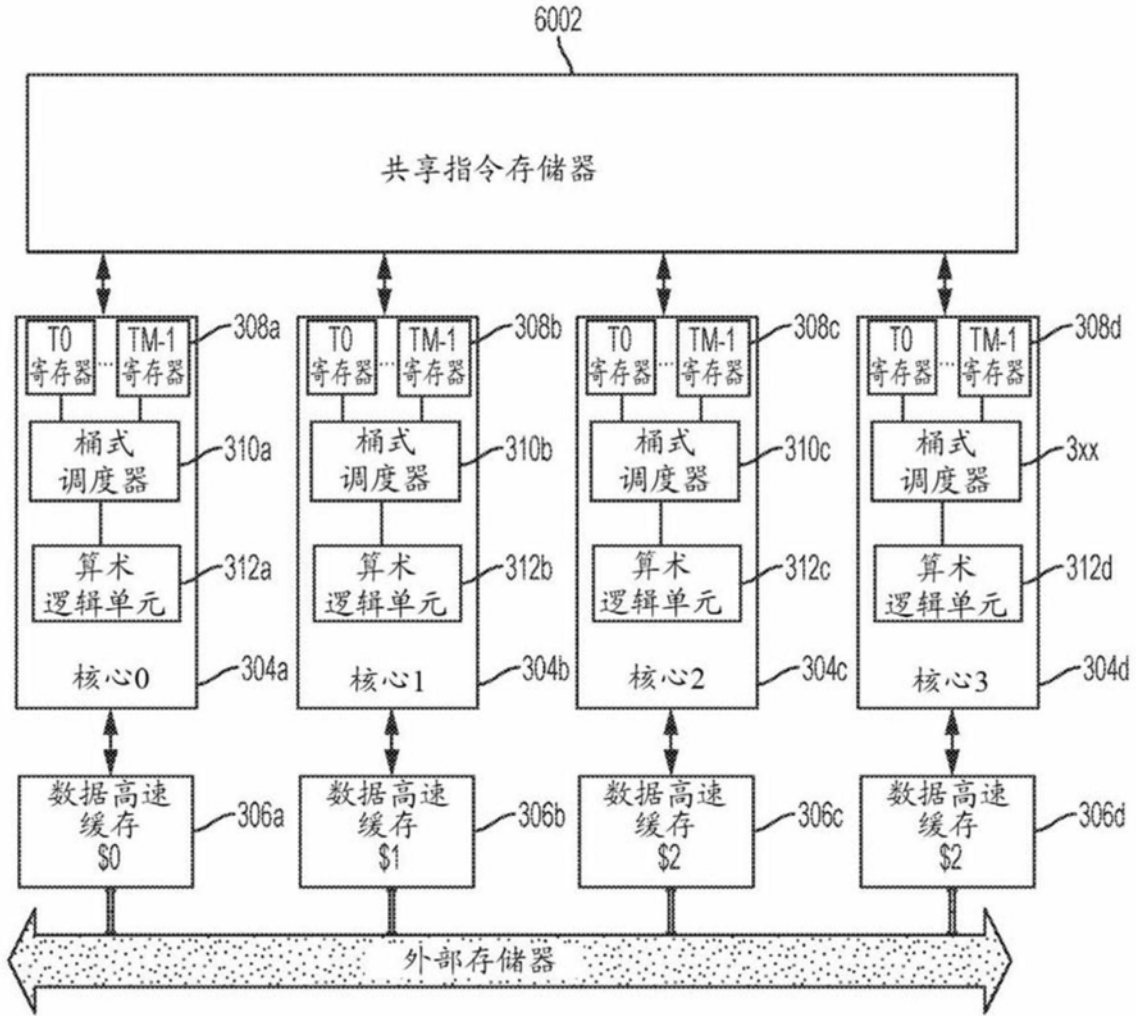 6002
共享指令存储器
T0
寄存器
...
TM-1
寄存器
308a
T0
寄存器
...
TM-1
寄存器
308b
T0
寄存器
...
TM-1
寄存器
308c
T0
寄存器
...
TM-1
寄存器
308d
桶式
调度器
310a
桶式
调度器
310b
桶式
调度器
310c
桶式
调度器
3xx
算术
逻辑单元
312a
算术
逻辑单元
312b
算术
逻辑单元
312c
算术
逻辑单元
312d
核心0
304a
核心1
304b
核心2
304c
核心3
304d
数据高速
缓存
$0
306a
数据高速
缓存
$1
306b
数据高速
缓存
$2
306c
数据高速
缓存
$2
306d
外部存储器